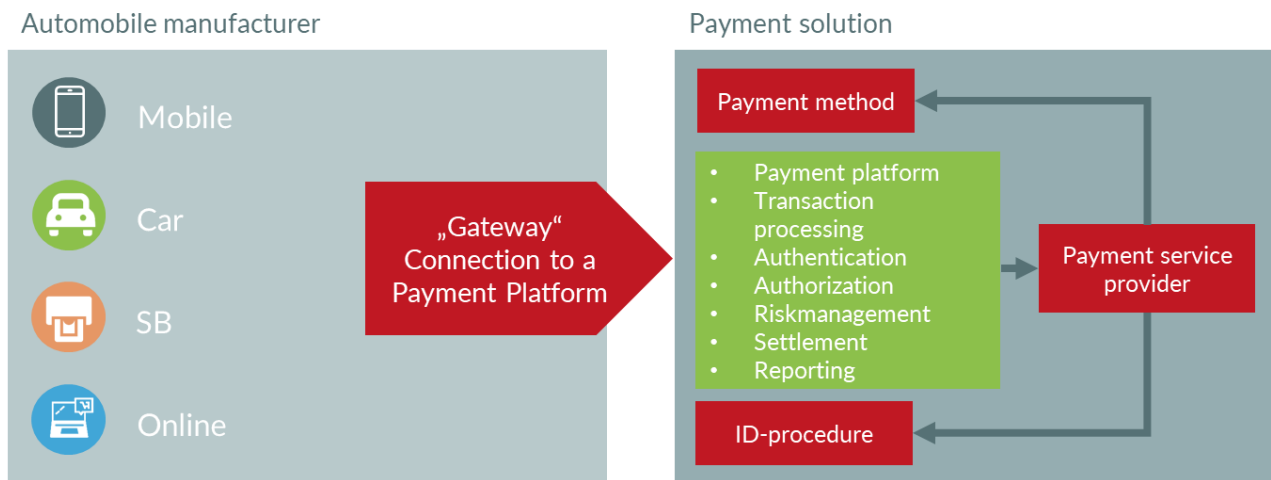 Automobile manufacturer
Mobile
Car
SB
Online
„Gateway“
Connection to a
Payment Platform
Payment solution
Payment method
• Payment platform
• Transaction
processing
• Authentication
• Authorization
• Riskmanagement
• Settlement
• Reporting
Payment service
provider
ID-procedure